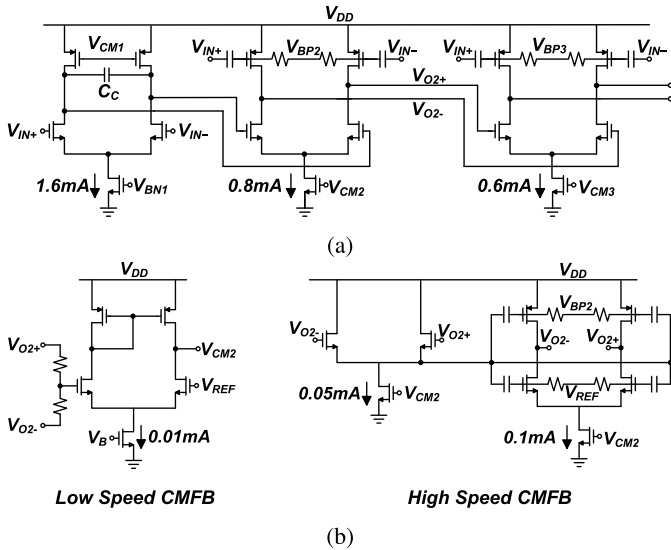 V_DD
V_CM1
V_IN+
V_BP2
V_IN-
V_IN+
V_BP3
V_IN-
C_C
V_O2+
V_O2-
V_IN+
V_IN-
1.6mA
V_BN1
0.8mA
V_CM2
0.6mA
V_CM3
(a)
V_DD
V_DD
V_BP2
V_O2-
V_O2+
V_O2-
V_O2+
V_O2+
V_CM2
V_REF
V_REF
V_O2-
0.05mA
V_CM2
V_B
0.01mA
0.1mA
V_CM2
Low Speed CMFB
High Speed CMFB
(b)